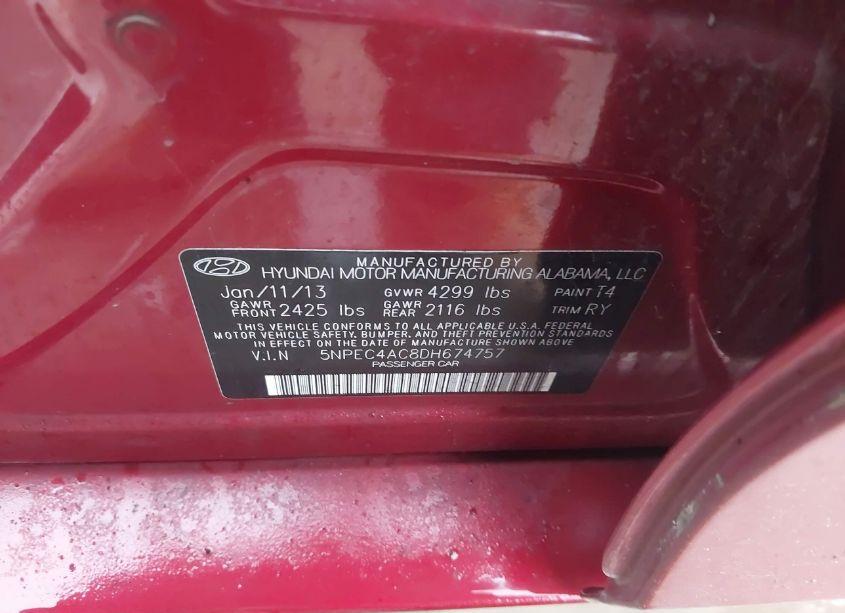 MANUFACTURED BY
HYUNDAI MOTOR MANUFACTURING ALABAMA, LLC
Jan/11/13 GVWR 4299 lbs PAINT T4
GAWR FRONT 2425 lbs GAWR REAR 2116 lbs TRIM RY
THIS VEHICLE CONFORMS TO ALL APPLICABLE U.S.A. FEDERAL
MOTOR VEHICLE SAFETY, BUMPER, AND THEFT PREVENTION STANDARDS
IN EFFECT ON THE DATE OF MANUFACTURE SHOWN ABOVE
V.I.N 5NPEC4AC8DH674757
PASSENGER CAR